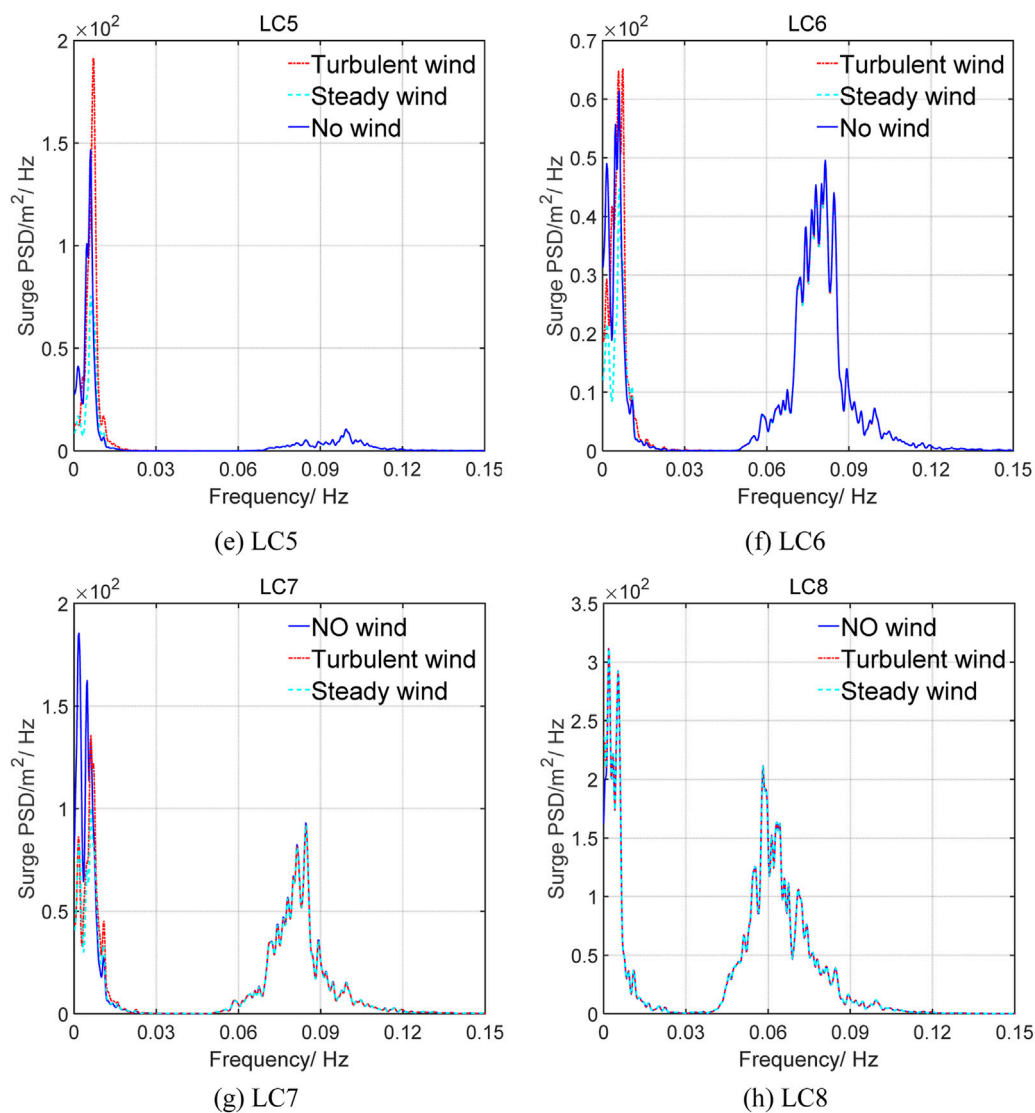 LC5
×10²
2
1.5
1
0.5
0
Surge PSD/m²/ Hz
Turbulent wind
Steady wind
No wind
0 0.03 0.06 0.09 0.12 0.15
Frequency/ Hz
(e) LC5
LC6
×10²
0.7
0.6
0.5
0.4
0.3
0.2
0.1
0
Surge PSD/m²/ Hz
Turbulent wind
Steady wind
No wind
0 0.03 0.06 0.09 0.12 0.15
Frequency/ Hz
(f) LC6
LC7
×10²
2
1.5
1
0.5
0
Surge PSD/m²/ Hz
NO wind
Turbulent wind
Steady wind
0 0.03 0.06 0.09 0.12 0.15
Frequency/ Hz
(g) LC7
LC8
×10²
3.5
3
2.5
2
1.5
1
0.5
0
Surge PSD/m²/ Hz
NO wind
Turbulent wind
Steady wind
0 0.03 0.06 0.09 0.12 0.15
Frequency/ Hz
(h) LC8